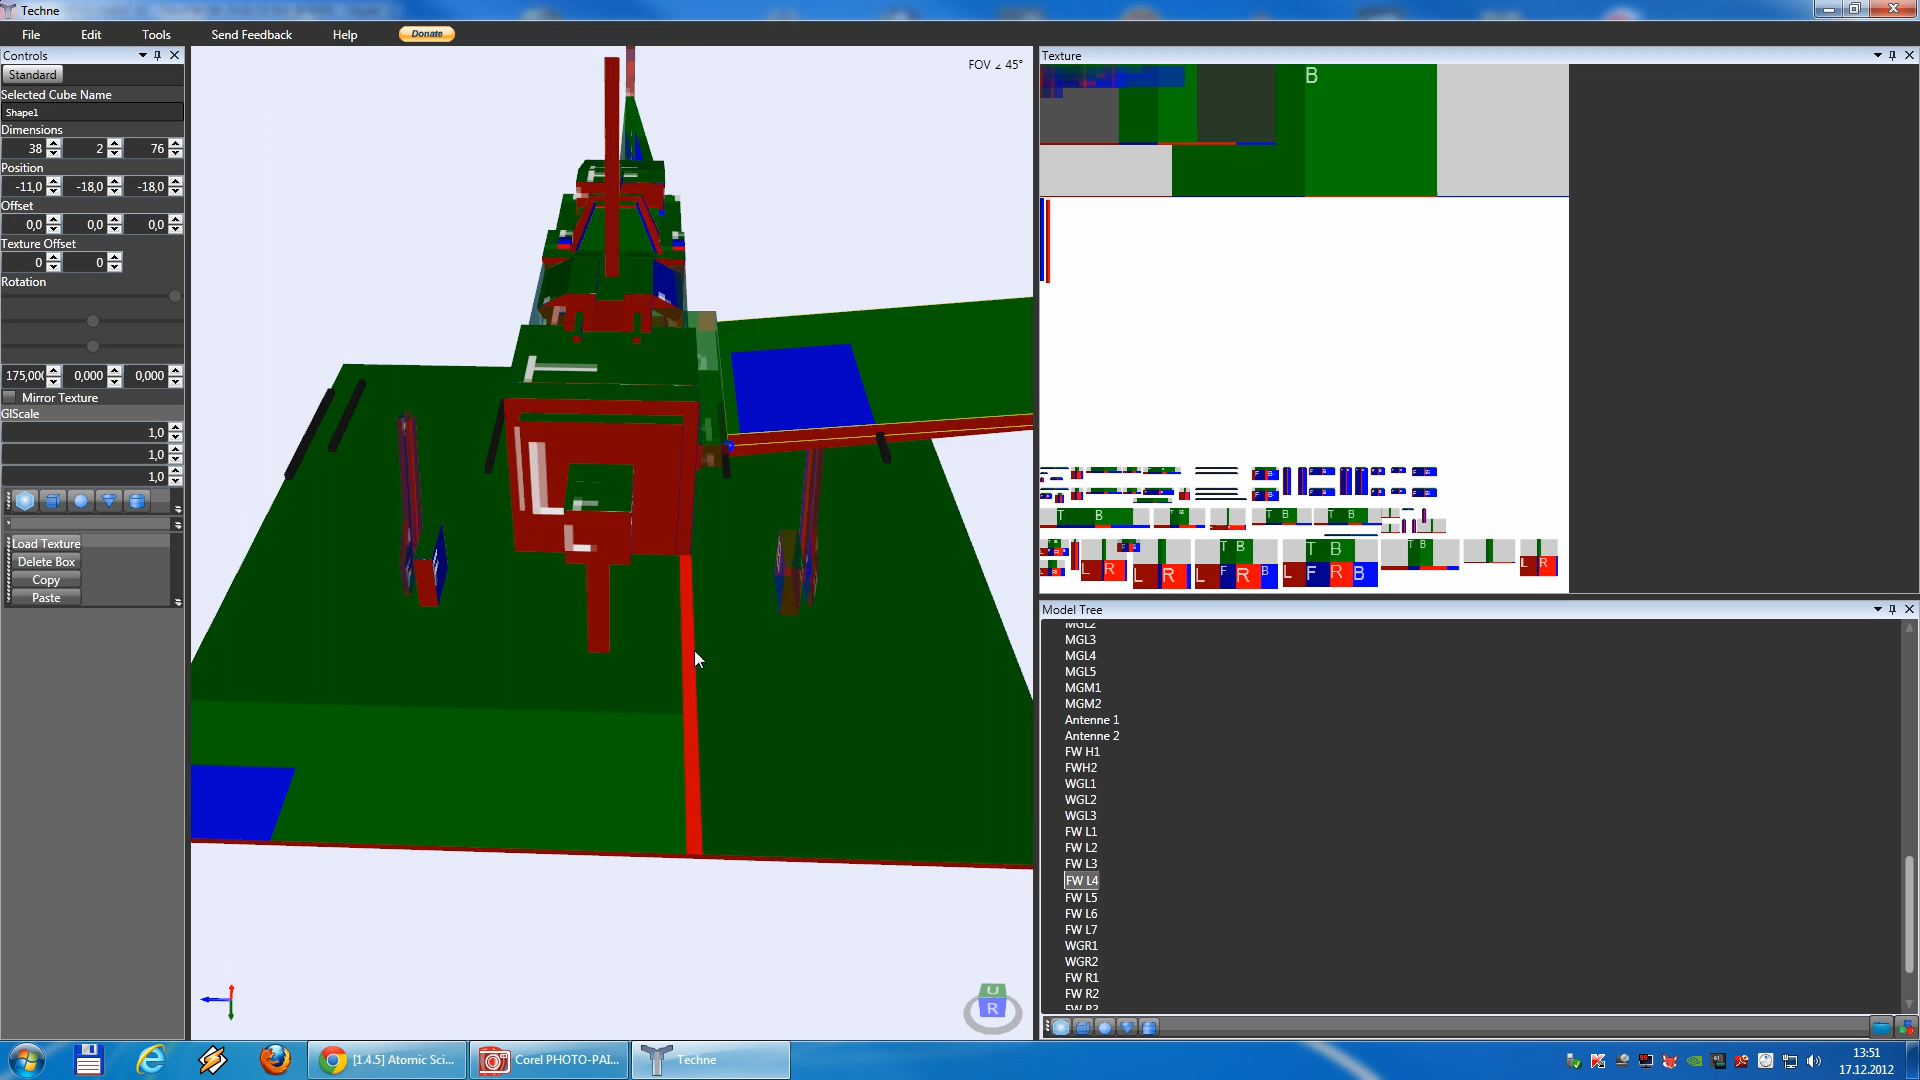 Techne
File Edit Tools Send Feedback Help Donate
Controls
Standard
Selected Cube Name
Shape1
Dimensions
38 2 76
Position
-11,0 -18,0 -18,0
Offset
0,0 0,0 0,0
Texture Offset
0 0
Rotation
175,00 0,000 0,000
Mirror Texture
GlScale
1,0
1,0
1,0
Load Texture
Delete Box
Copy
Paste
FOV ∠ 45°
U
R
Texture
B
F B F B F B
F B F B F B
T B T B T B T B
T B T B T B
L R L R L F R B L F R B
L R
Model Tree
MGL2
MGL3
MGL4
MGL5
MGM1
MGM2
Antenne 1
Antenne 2
FW H1
FWH2
WGL1
WGL2
WGL3
FW L1
FW L2
FW L3
FW L4
FW L5
FW L6
FW L7
WGR1
WGR2
FW R1
FW R2
FW R3
[1.4.5] Atomic Sci... Corel PHOTO-PAI... Techne
13:51
17.12.2012